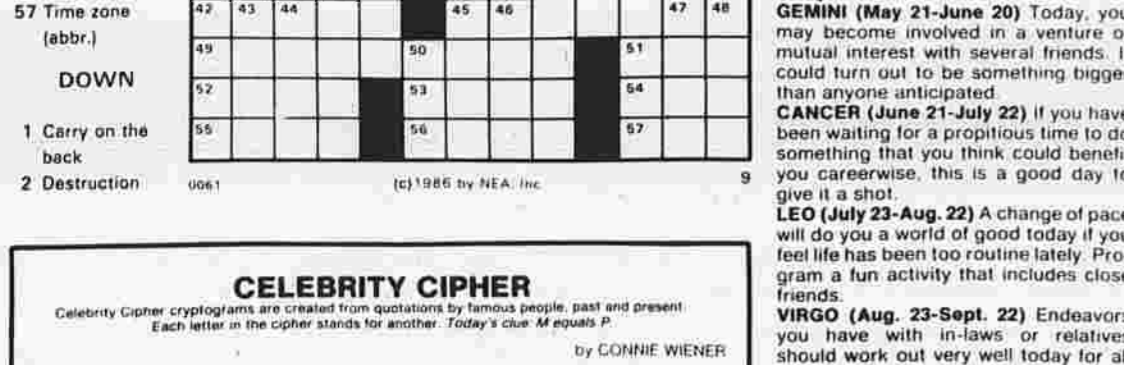 57 Time zone
(abbr.)
DOWN
1 Carry on the
back
2 Destruction
42 43 44 45 46 47 48
49 50 51
52 53 54
55 56 57
0061 (c)1986 by NEA, Inc. 9
CELEBRITY CIPHER
Celebrity Cipher cryptograms are created from quotations by famous people, past and present.
Each letter in the cipher stands for another. Today's clue: M equals P.
by CONNIE WIENER
GEMINI (May 21-June 20) Today, you
may become involved in a venture of
mutual interest with several friends. I
could turn out to be something bigge
than anyone anticipated.
CANCER (June 21-July 22) If you have
been waiting for a propitious time to do
something that you think could benefi
you careerwise, this is a good day to
give it a shot.
LEO (July 23-Aug. 22) A change of pace
will do you a world of good today if you
feel life has been too routine lately. Pro-
gram a fun activity that includes close
friends.
VIRGO (Aug. 23-Sept. 22) Endeavors
you have with in-laws or relatives
should work out very well today for al